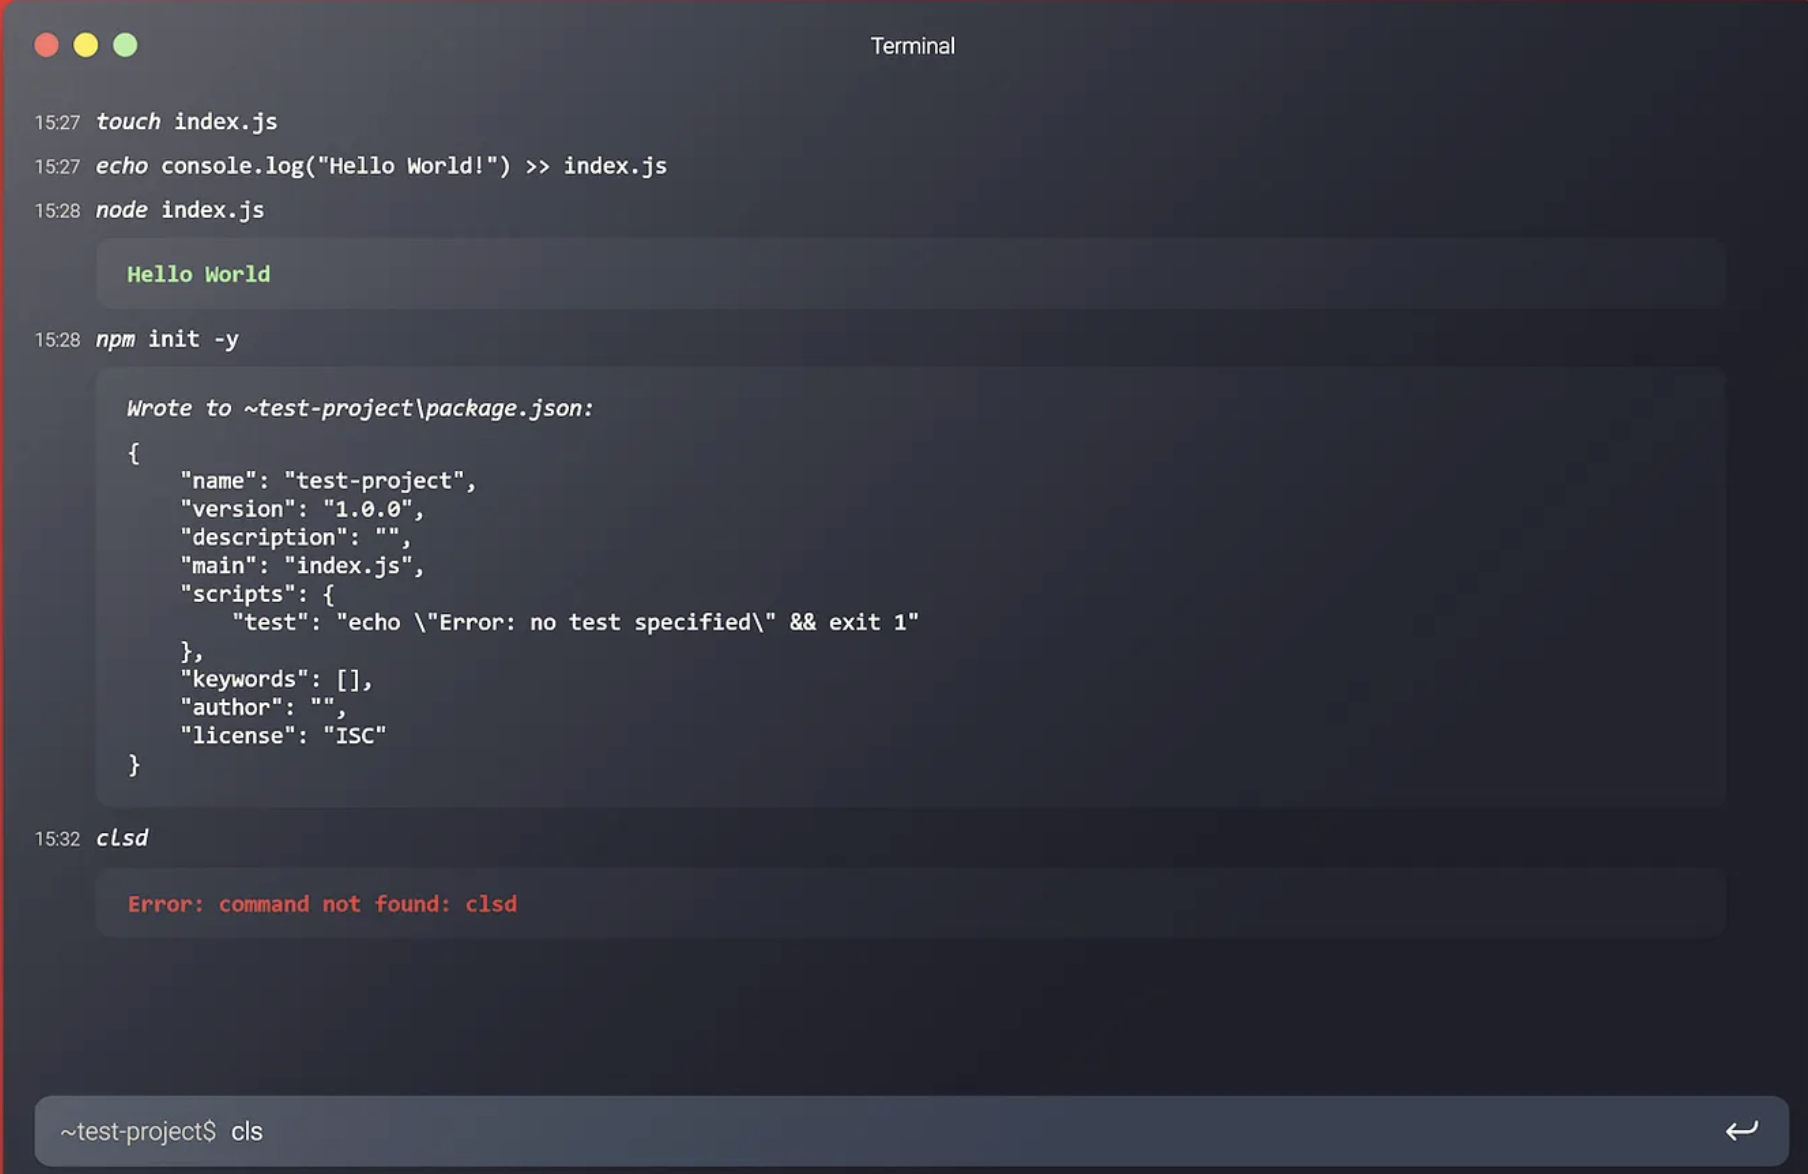 Terminal
15:27 touch index.js
15:27 echo console.log("Hello World!") >> index.js
15:28 node index.js
Hello World
15:28 npm init -y
Wrote to ~test-project\package.json:
{
"name": "test-project",
"version": "1.0.0",
"description": "",
"main": "index.js",
"scripts": {
"test": "echo \"Error: no test specified\" && exit 1"
},
"keywords": [],
"author": "",
"license": "ISC"
}
15:32 clsd
Error: command not found: clsd
~test-project$ cls